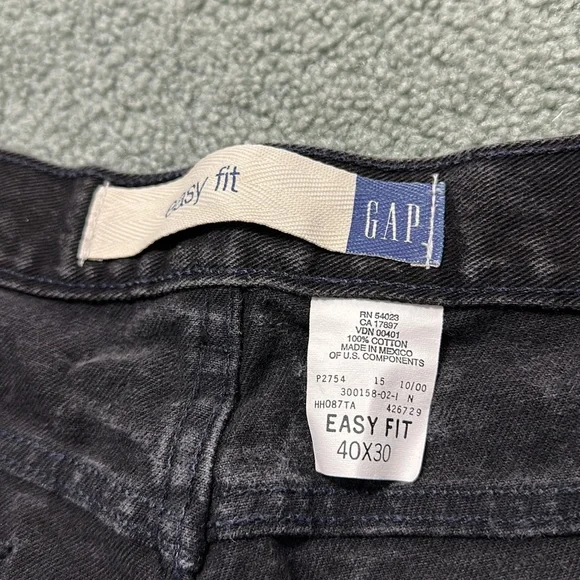 easy fit
GAP
RN 54023
CA 17897
VDN 00401
100% COTTON
MADE IN MEXICO
OF U.S. COMPONENTS
P2754 15 10/00
300158-02-1 N
HH087TA 426729
EASY FIT
40X30